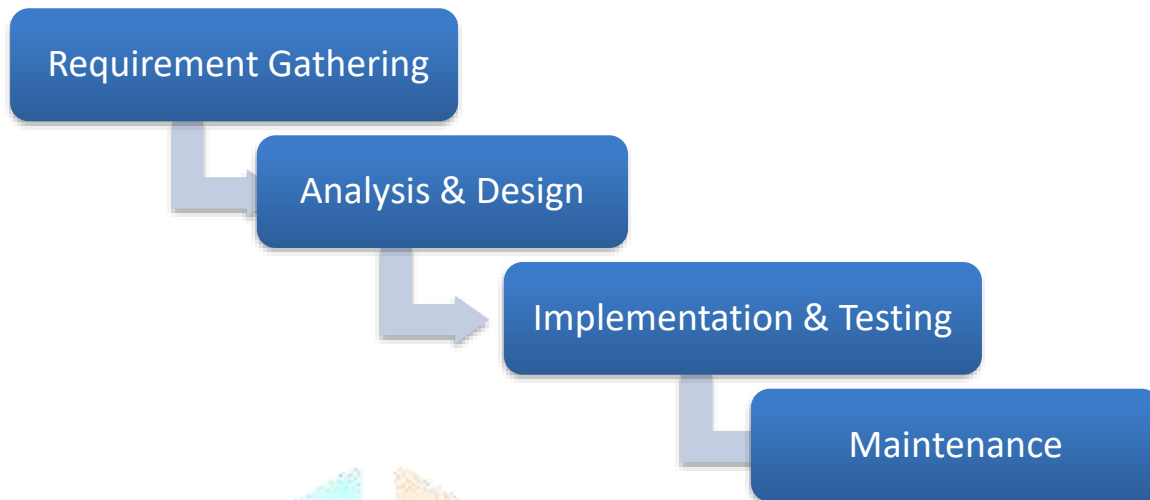 Requirement Gathering
Analysis & Design
Implementation & Testing
Maintenance